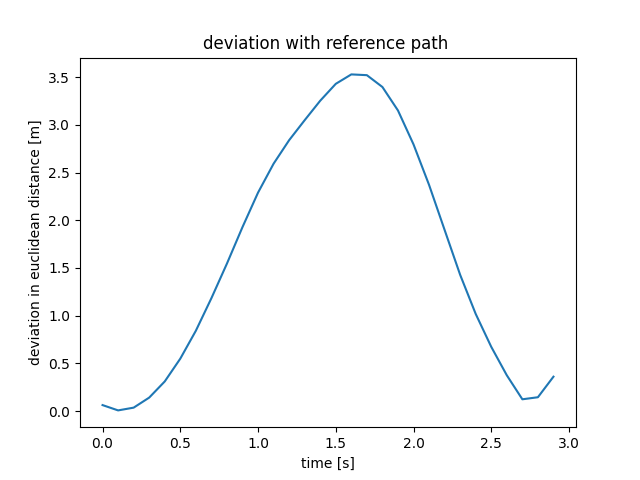 deviation with reference path
deviation in euclidean distance [m]
3.5
3.0
2.5
2.0
1.5
1.0
0.5
0.0
0.0 0.5 1.0 1.5 2.0 2.5 3.0
time [s]